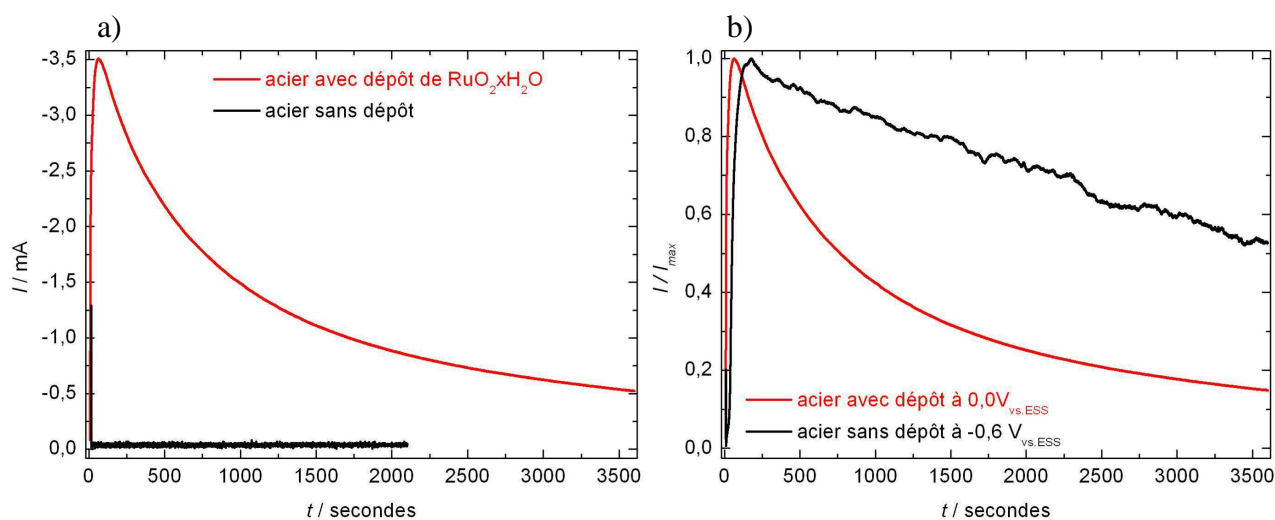 a)
-3,5
-3,0
-2,5
-2,0
-1,5
-1,0
-0,5
0,0
I / mA
acier avec dépôt de RuO₂xH₂O
acier sans dépôt
0 500 1000 1500 2000 2500 3000 3500
t / secondes
b)
1,0
0,8
0,6
0,4
0,2
0,0
I / Imax
acier avec dépôt à 0,0Vvs.ESS
acier sans dépôt à -0,6 Vvs.ESS
0 500 1000 1500 2000 2500 3000 3500
t / secondes